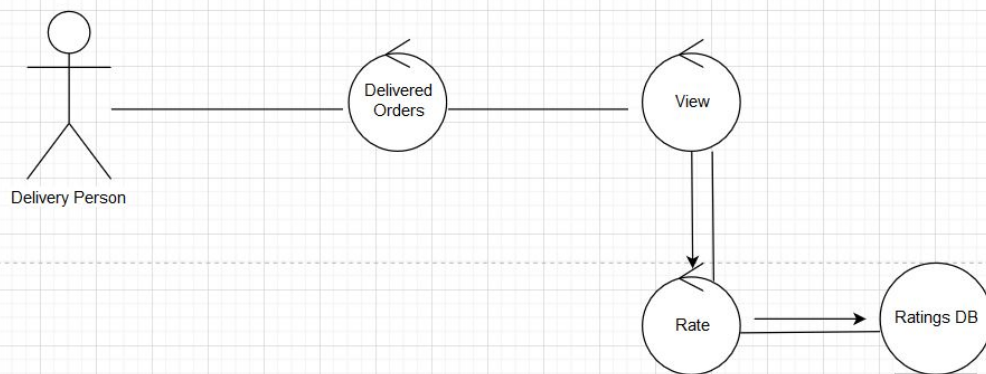 Delivered
Orders
View
Delivery Person
Rate
Ratings DB